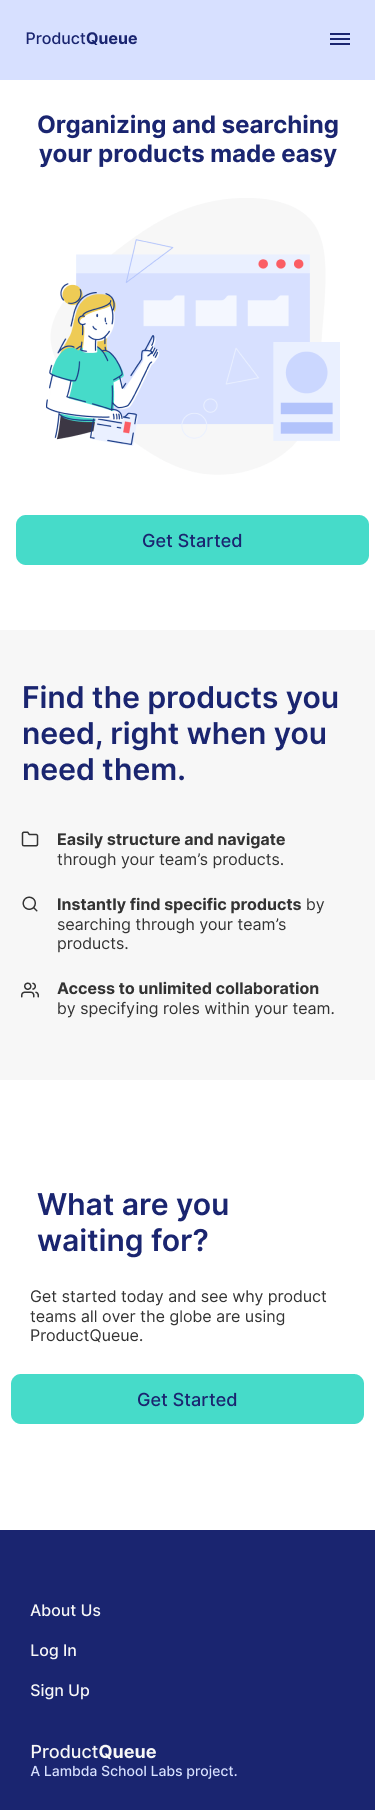 ProductQueue
Organizing and searching
your products made easy
Get Started
Find the products you
need, right when you
need them.
Easily structure and navigate
through your team’s products.
Instantly find specific products by
searching through your team’s
products.
Access to unlimited collaboration
by specifying roles within your team.
What are you
waiting for?
Get started today and see why product
teams all over the globe are using
ProductQueue.
Get Started
About Us
Log In
Sign Up
ProductQueue
A Lambda School Labs project.